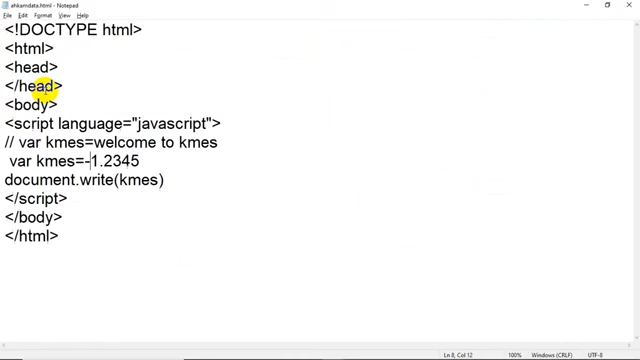 ahkamdata.html - Notepad
File Edit Format View Help
<!DOCTYPE html>
<html>
<head>
</head>
<body>
<script language="javascript">
// var kmes=welcome to kmes
var kmes=-1.2345
document.write(kmes)
</script>
</body>
</html>
Ln 8, Col 12 100% Windows (CRLF) UTF-8